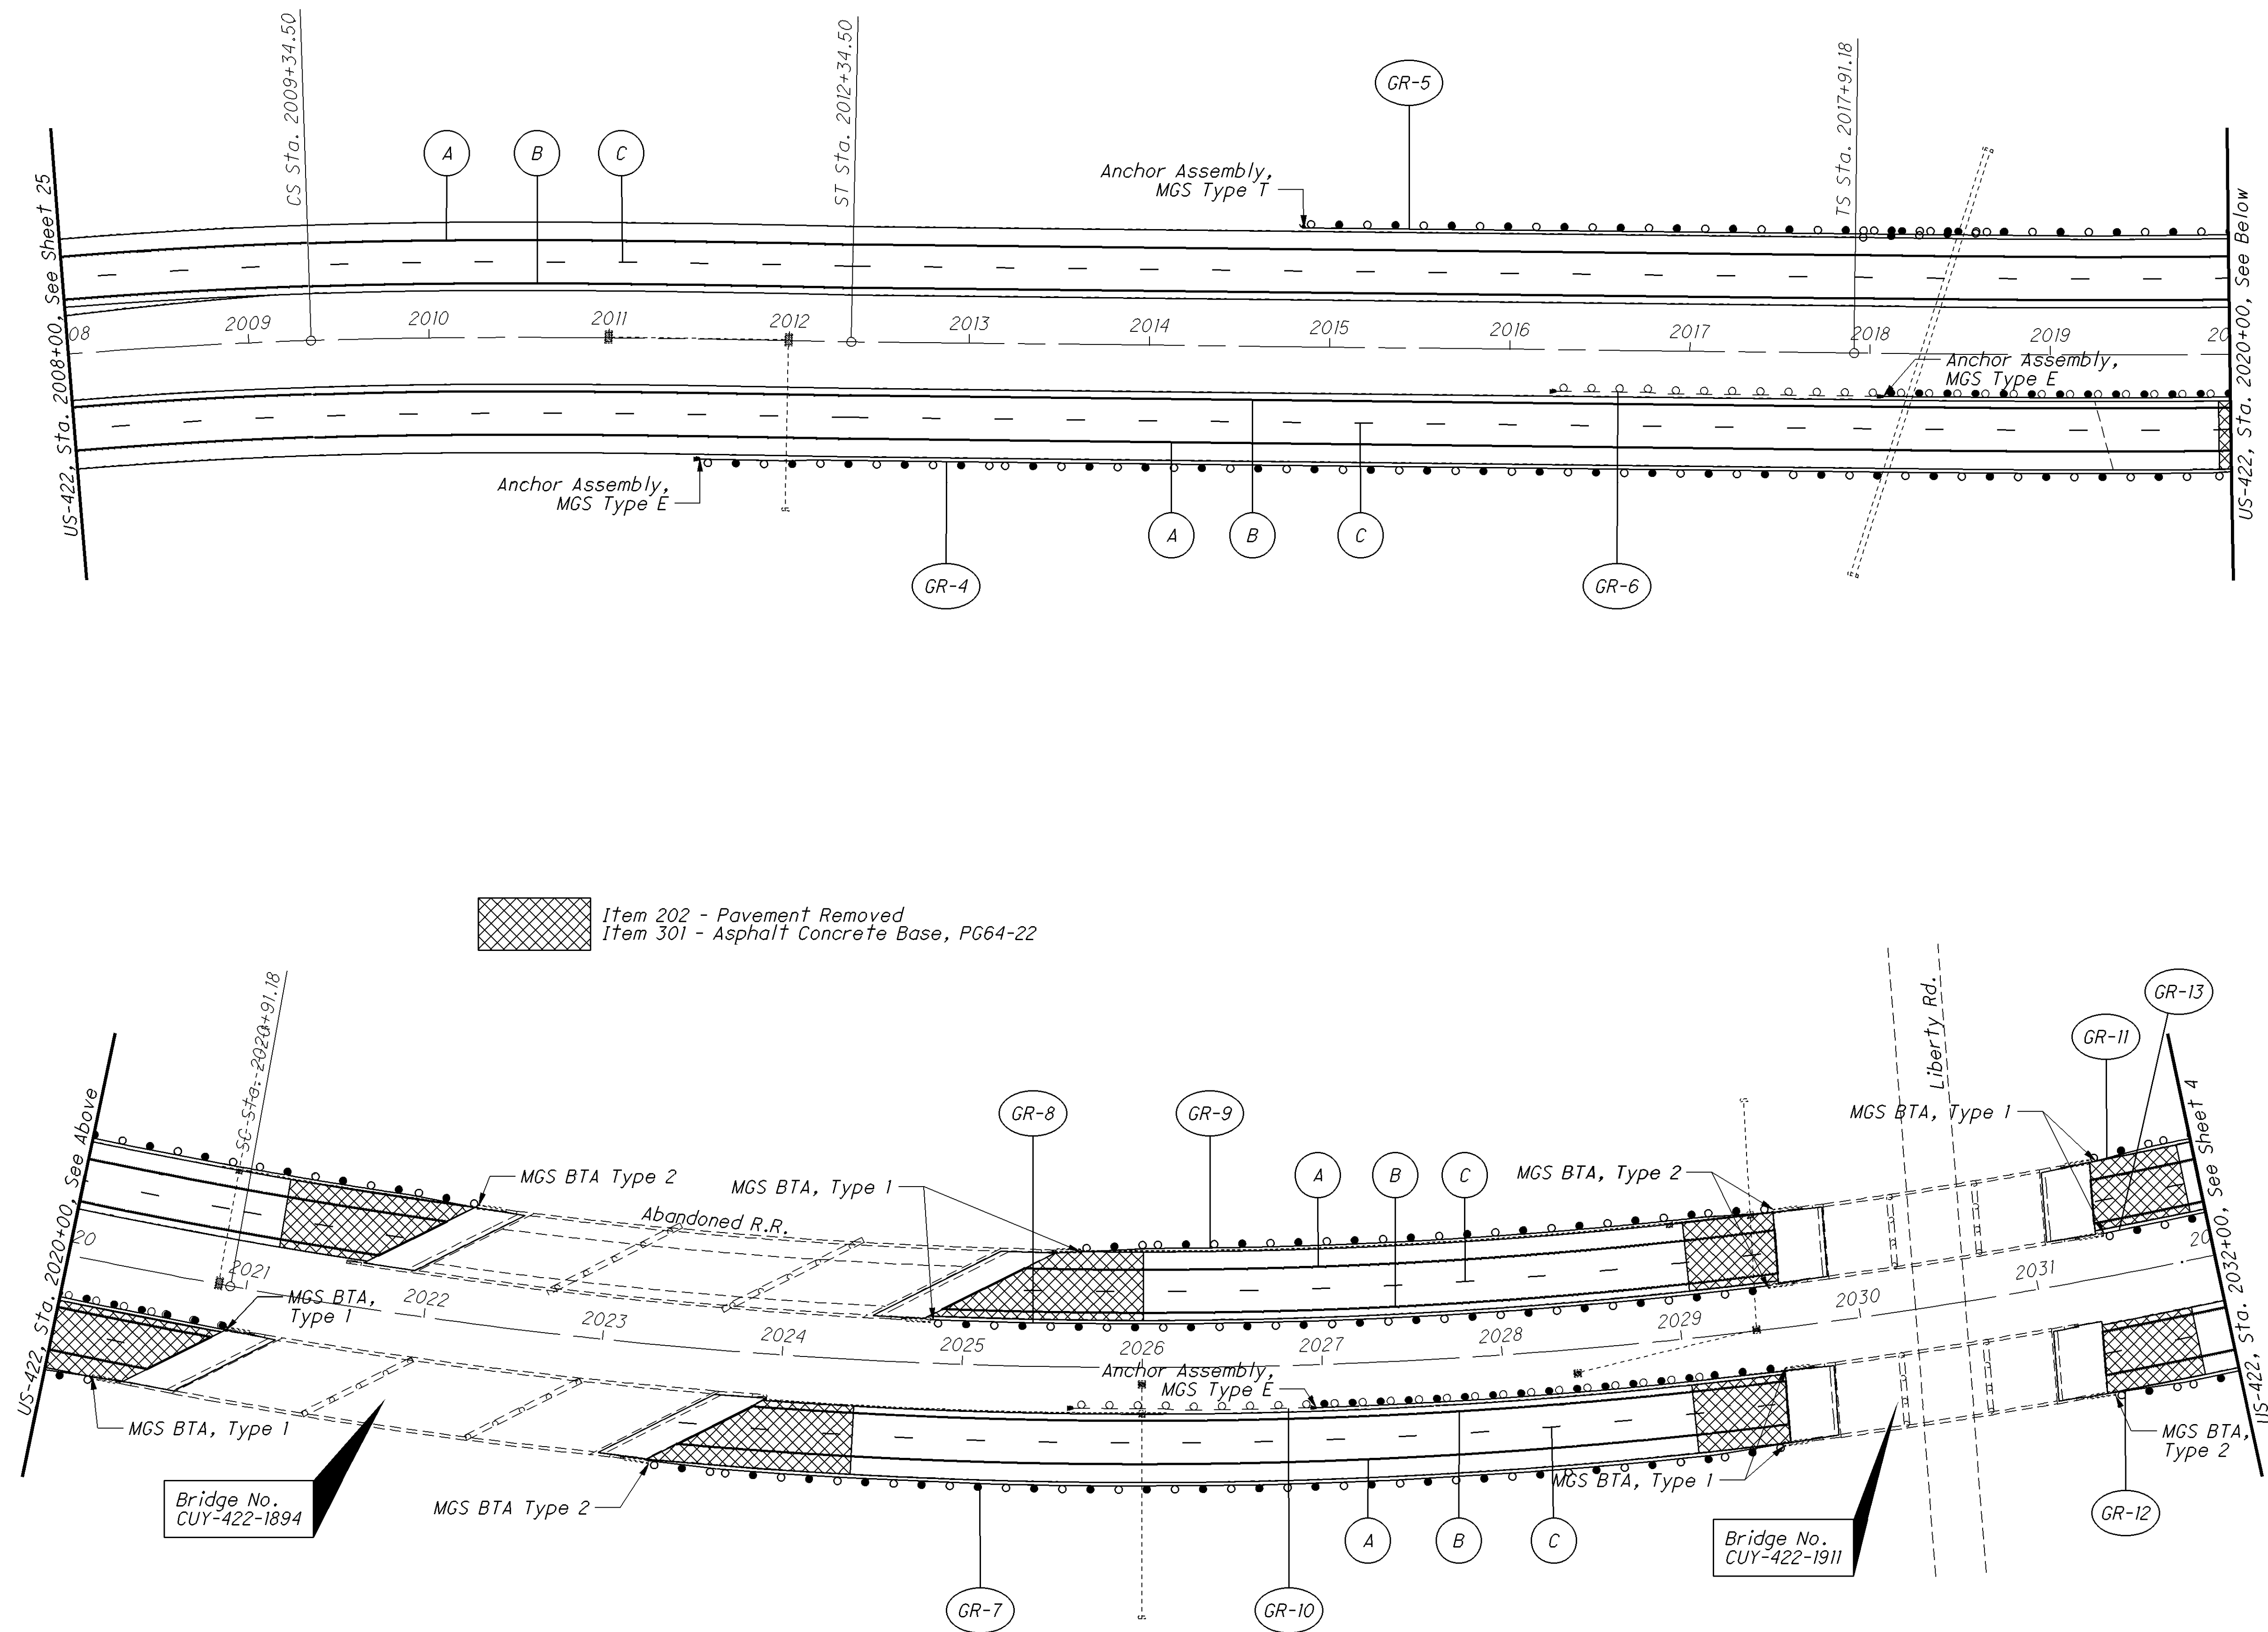 CS Sta. 2009+34.50
ST Sta. 2012+34.50
TS Sta. 2017+91.18
GR-5
A
B
C
Anchor Assembly,
MGS Type T
US-422, Sta. 2008+00, See Sheet 25
US-422, Sta. 2020+00, See Below
08
2009
2010
2011
2012
2013
2014
2015
2016
2017
2018
2019
20
Anchor Assembly,
MGS Type E
Anchor Assembly,
MGS Type E
A
B
C
GR-4
GR-6
Item 202 - Pavement Removed
Item 301 - Asphalt Concrete Base, PG64-22
SC Sta. 2020+91.18
Liberty Rd.
GR-13
GR-11
GR-8
GR-9
US-422, Sta. 2020+00, See Above
US-422, Sta. 2032+00, See Sheet 4
MGS BTA, Type 1
MGS BTA Type 2
MGS BTA, Type 1
A
B
C
MGS BTA, Type 2
Abandoned R.R.
20
2021
2022
2023
2024
2025
2026
2027
2028
2029
2030
2031
20
MGS BTA,
Type 1
Anchor Assembly,
MGS Type E
MGS BTA, Type 1
MGS BTA Type 2
MGS BTA, Type 1
MGS BTA,
Type 2
Bridge No.
CUY-422-1894
Bridge No.
CUY-422-1911
A
B
C
GR-12
GR-7
GR-10